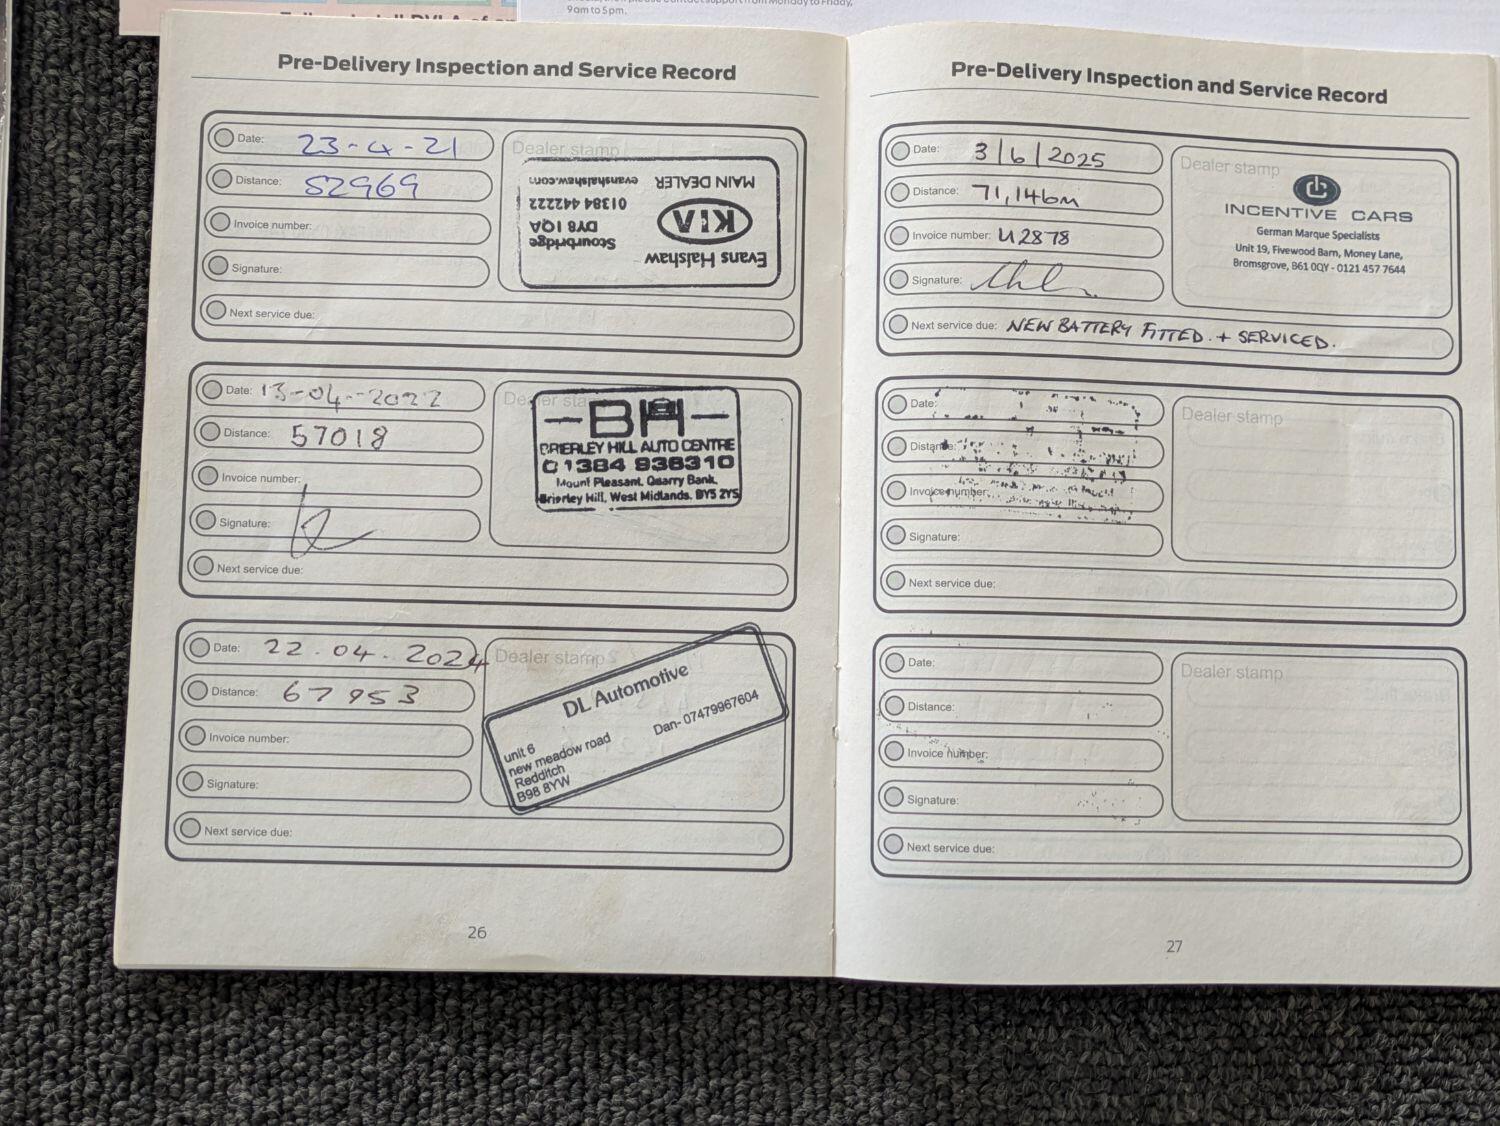 9am to 5pm.
Pre-Delivery Inspection and Service Record
Date: 23-4-21
Distance: 52969
Invoice number:
Signature:
Next service due:
Dealer stamp
Evans Halshaw
Stourbridge
DY8 1QA
01384 442222
KIA
MAIN DEALER
evanshalshaw.com
Date: 13-04-2022
Distance: 57018
Invoice number:
Signature:
Next service due:
Dealer stamp
BH
BRIERLEY HILL AUTO CENTRE
01384 936310
Mount Pleasant, Quarry Bank,
Brierley Hill, West Midlands. DY5 2YS
Date: 22.04.2024
Distance: 67953
Invoice number:
Signature:
Next service due:
Dealer stamp
DL Automotive
Dan- 07479967604
unit 6
new meadow road
Redditch
B98 8YW
26
Pre-Delivery Inspection and Service Record
Date: 3/6/2025
Distance: 71,146m
Invoice number: U2878
Signature:
Next service due: NEW BATTERY FITTED. + SERVICED.
Dealer stamp
INCENTIVE CARS
German Marque Specialists
Unit 19, Fivewood Barn, Money Lane,
Bromsgrove, B61 0QY - 0121 457 7644
Date:
Distance:
Invoice number:
Signature:
Next service due:
Dealer stamp
Date:
Distance:
Invoice number:
Signature:
Next service due:
Dealer stamp
27